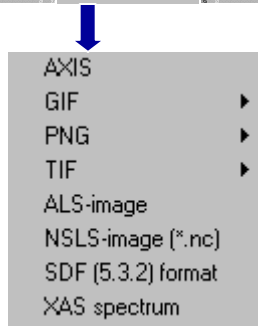 AXIS
GIF
PNG
TIF
ALS-image
NSLS-image (*.nc)
SDF (5.3.2) format
XAS spectrum